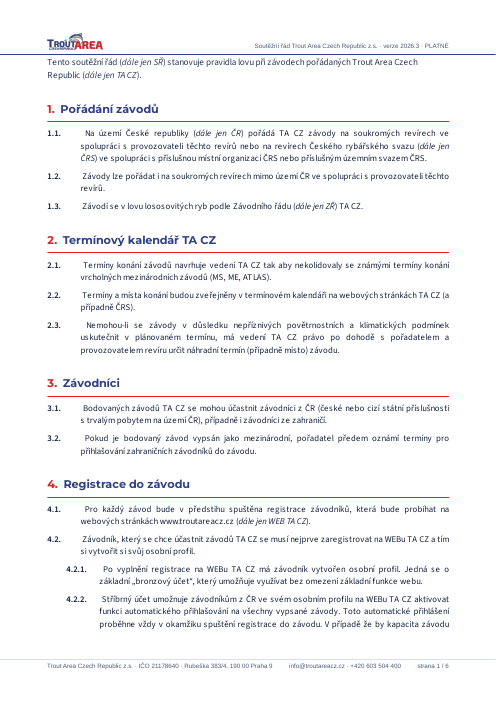 TROUTAREA
CZECH REPUBLIC
Soutěžní řád Trout Area Czech Republic z.s. · verze 2026.3 · PLATNÉ
Tento soutěžní řád (dále jen SŘ) stanovuje pravidla lovu při závodech pořádaných Trout Area Czech
Republic (dále jen TA CZ).
1. Pořádání závodů
1.1. Na území České republiky (dále jen ČR) pořádá TA CZ závody na soukromých revírech ve
spolupráci s provozovateli těchto revírů nebo na revírech Českého rybářského svazu (dále jen
ČRS) ve spolupráci s příslušnou místní organizací ČRS nebo příslušným územním svazem ČRS.
1.2. Závody lze pořádat i na soukromých revírech mimo území ČR ve spolupráci s provozovateli těchto
revírů.
1.3. Závodí se v lovu lososovitých ryb podle Závodního řádu (dále jen ZŘ) TA CZ.
2. Termínový kalendář TA CZ
2.1. Termíny konání závodů navrhuje vedení TA CZ tak aby nekolidovaly se známými termíny konání
vrcholných mezinárodních závodů (MS, ME, ATLAS).
2.2. Termíny a místa konání budou zveřejněny v termínovém kalendáři na webových stránkách TA CZ (a
případně ČRS).
2.3. Nemohou-li se závody v důsledku nepříznivých povětrnostních a klimatických podmínek
uskutečnit v plánovaném termínu, má vedení TA CZ právo po dohodě s pořadatelem a
provozovatelem revíru určit náhradní termín (případně místo) závodu.
3. Závodníci
3.1. Bodovaných závodů TA CZ se mohou účastnit závodníci z ČR (české nebo cizí státní příslušnosti
s trvalým pobytem na území ČR), případně i závodníci ze zahraničí.
3.2. Pokud je bodovaný závod vypsán jako mezinárodní, pořadatel předem oznámí termíny pro
přihlašování zahraničních závodníků do závodu.
4. Registrace do závodu
4.1. Pro každý závod bude v předstihu spuštěna registrace závodníků, která bude probíhat na
webových stránkách www.troutareacz.cz (dále jen WEB TA CZ).
4.2. Závodník, který se chce účastnit závodů TA CZ se musí nejprve zaregistrovat na WEBu TA CZ a tím
si vytvořit si svůj osobní profil.
4.2.1. Po vyplnění registrace na WEBu TA CZ má závodník vytvořen osobní profil. Jedná se o
základní „bronzový účet“, který umožňuje využívat bez omezení základní funkce webu.
4.2.2. Stříbrný účet umožnuje závodníkům z ČR ve svém osobním profilu na WEBu TA CZ aktivovat
funkci automatického přihlašování na všechny vypsané závody. Toto automatické přihlášení
proběhne vždy v okamžiku spuštění registrace do závodu. V případě že by kapacita závodu
Trout Area Czech Republic z.s. · IČO 21178640 · Rubeška 383/4, 190 00 Praha 9 info@troutareacz.cz · +420 603 504 400 strana 1 / 6